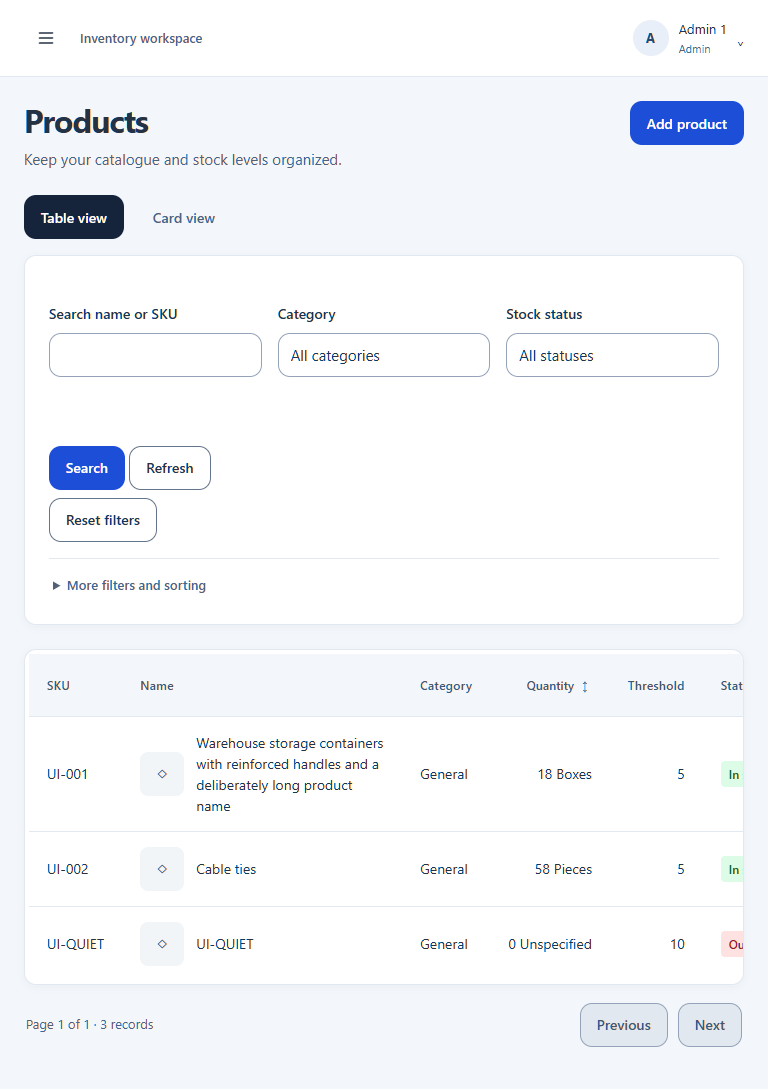 Inventory workspace
A
Admin 1
Admin
Products
Add product
Keep your catalogue and stock levels organized.
Table view
Card view
Search name or SKU
Category
Stock status
All categories
All statuses
Search
Refresh
Reset filters
More filters and sorting
SKU
Name
Category
Quantity ↕
Threshold
Stat
UI-001
Warehouse storage containers
with reinforced handles and a
deliberately long product
name
General
18 Boxes
5
In
UI-002
Cable ties
General
58 Pieces
5
In
UI-QUIET
UI-QUIET
General
0 Unspecified
10
Ou
Page 1 of 1 · 3 records
Previous
Next